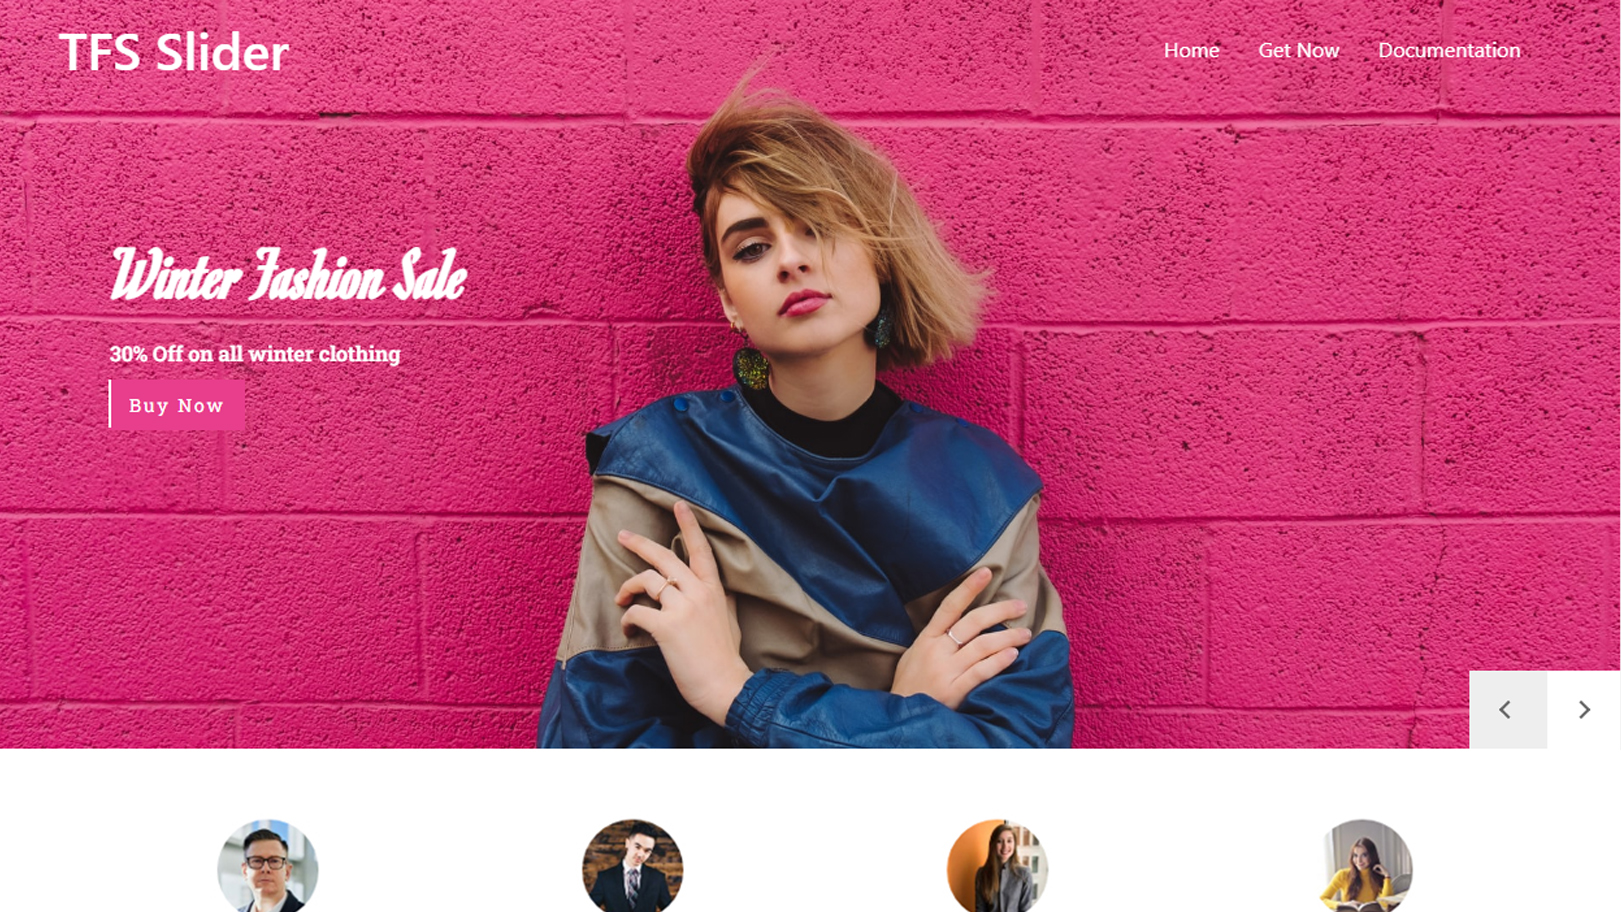 TFS Slider
Home Get Now Documentation
Winter Fashion Sale
30% Off on all winter clothing
Buy Now